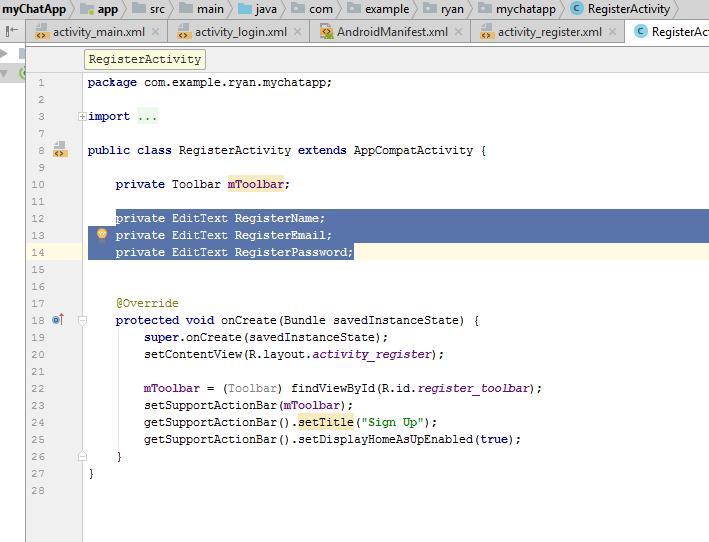 myChatApp app src main java com example ryan mychatapp RegisterActivity
activity_main.xml activity_login.xml AndroidManifest.xml activity_register.xml RegisterAc
RegisterActivity
1 package com.example.ryan.mychatapp;
2
3 import ...
7
8 public class RegisterActivity extends AppCompatActivity {
9
10 private Toolbar mToolbar;
11
12 private EditText RegisterName;
13 private EditText RegisterEmail;
14 private EditText RegisterPassword;
15
16
17 @Override
18 protected void onCreate(Bundle savedInstanceState) {
19 super.onCreate(savedInstanceState);
20 setContentView(R.layout.activity_register);
21
22 mToolbar = (Toolbar) findViewById(R.id.register_toolbar);
23 setSupportActionBar(mToolbar);
24 getSupportActionBar().setTitle("Sign Up");
25 getSupportActionBar().setDisplayHomeAsUpEnabled(true);
26 }
27 }
28